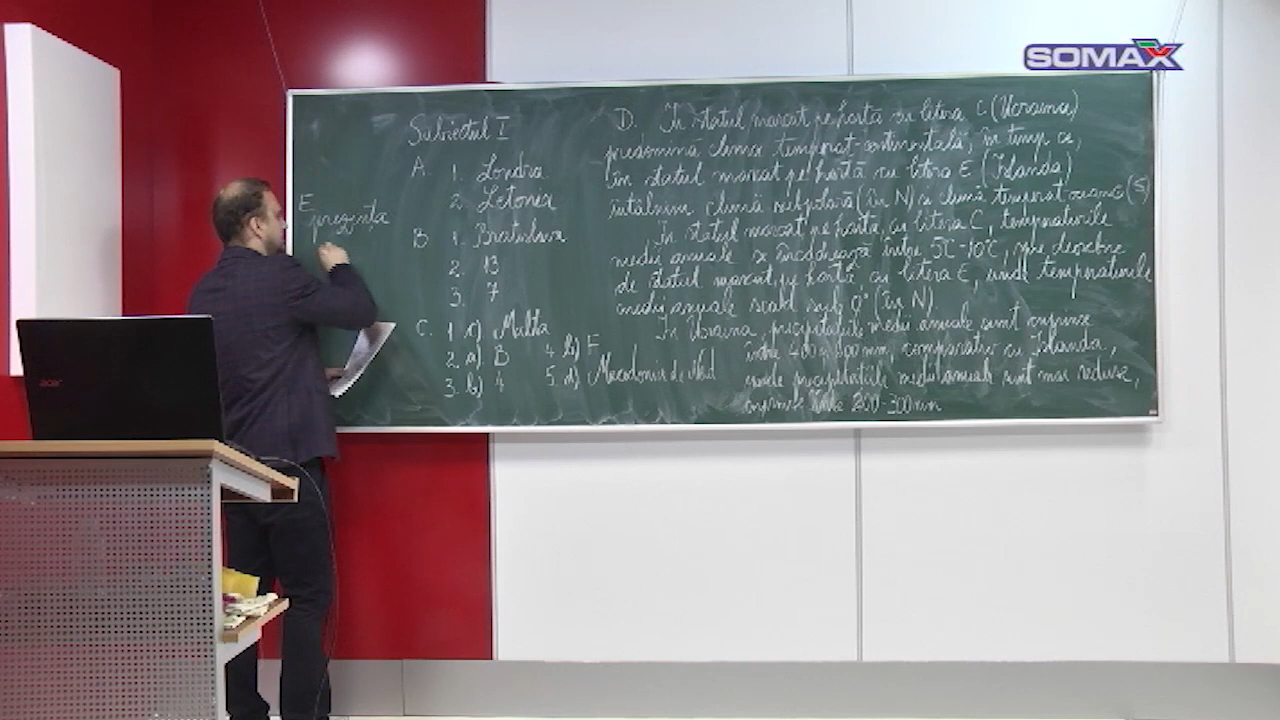 SOMAX
Subiectul I
A. 1. Londra
2. Letonia
B 1. Bratislava
2. 13
3. 7
C. 1. c) Malta
2. a) B
3. b) 4
4. b) F
5. d) Macedonia de Nord
D. În statul marcat pe hartă cu litera C (Ucraina)
predomină clima temperat-continentală, în timp ce,
în statul marcat pe hartă cu litera E (Islanda)
întâlnim climă subpolară (în N) și climă temperat oceanică (S)
În statul marcat pe hartă, cu litera C, temperaturile
medii anuale se încadrează între 5°C-10°C, spre deosebire
de statul marcat pe hartă, cu litera E, unde temperaturile
medii anuale scad sub 0° (în N).
În Ucraina, precipitațiile medii anuale sunt cuprinse
între 400 800 mm, comparativ cu Islanda,
unde precipitațiile medii anuale sunt mai reduse,
cuprinse între 200-300 mm
E
prezența
acer